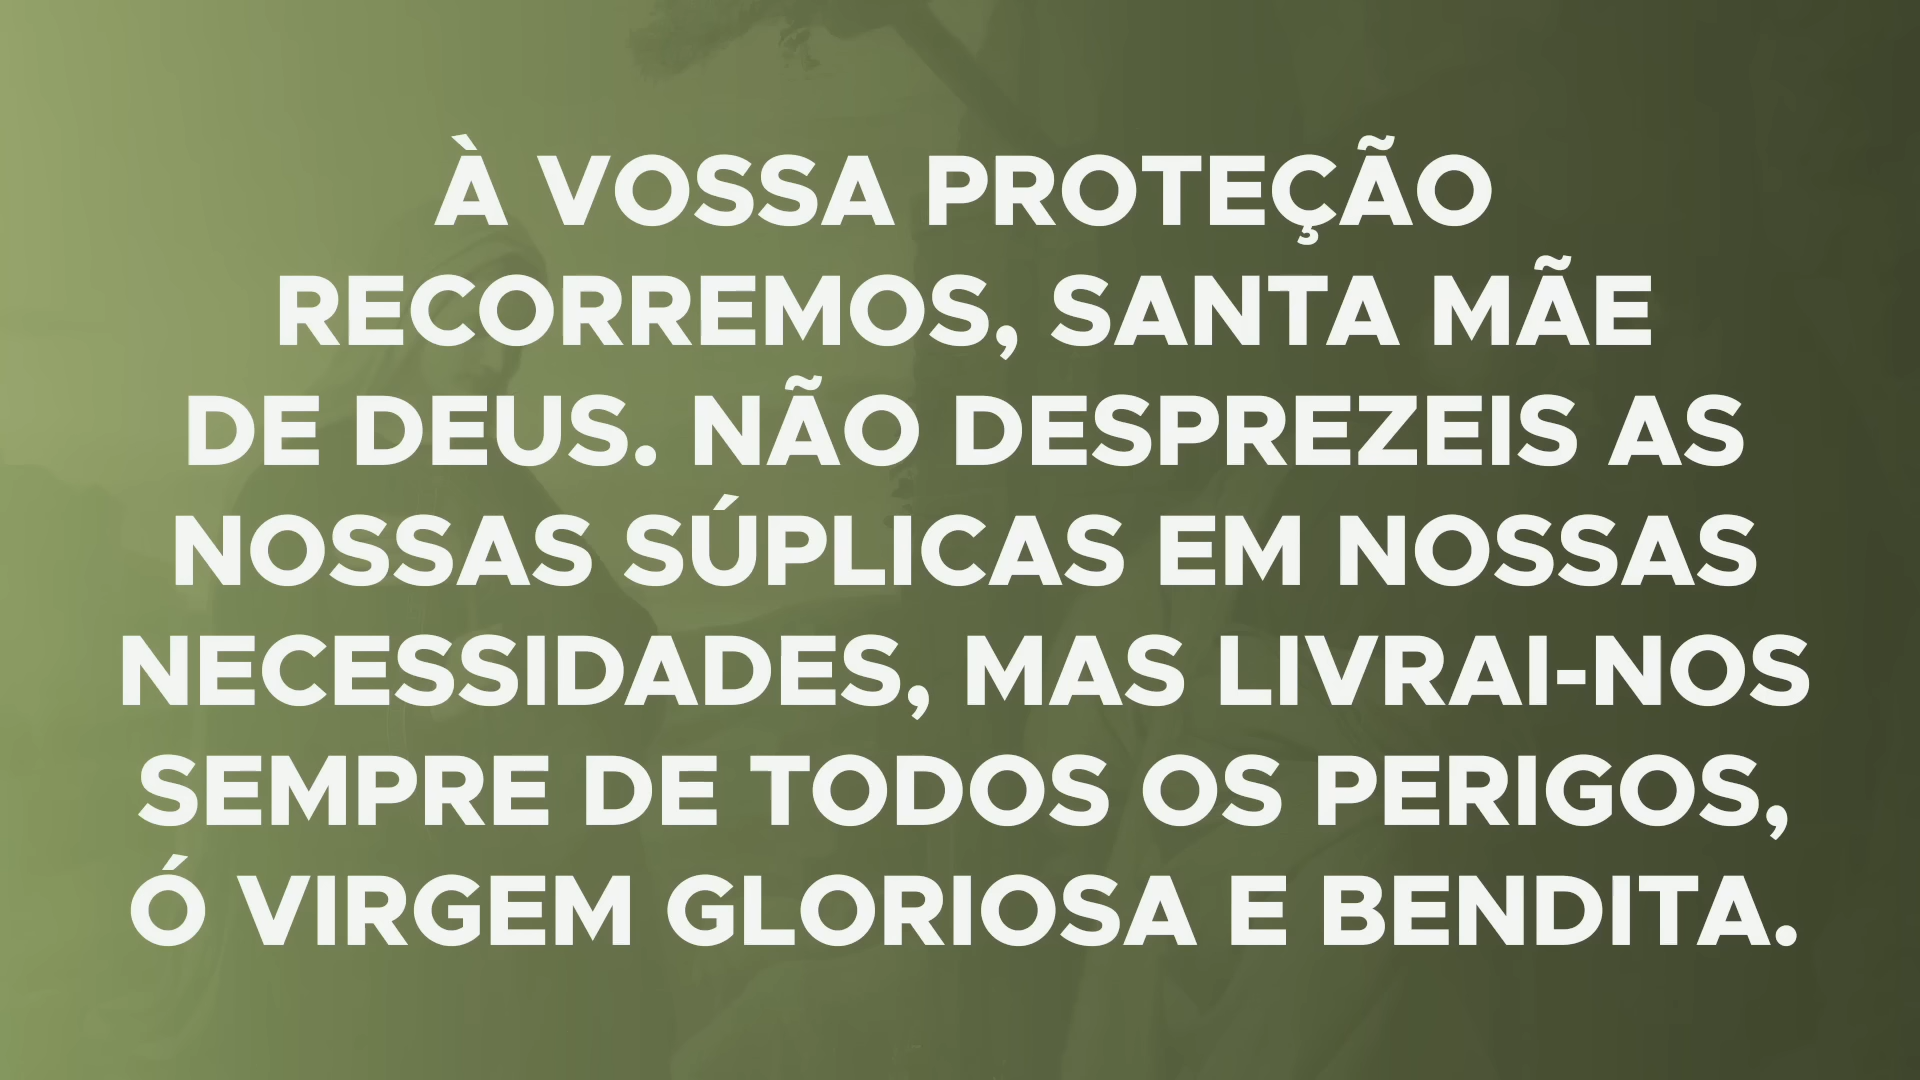 À VOSSA PROTEÇÃO
RECORREMOS, SANTA MÃE
DE DEUS. NÃO DESPREZEIS AS
NOSSAS SÚPLICAS EM NOSSAS
NECESSIDADES, MAS LIVRAI-NOS
SEMPRE DE TODOS OS PERIGOS,
Ó VIRGEM GLORIOSA E BENDITA.